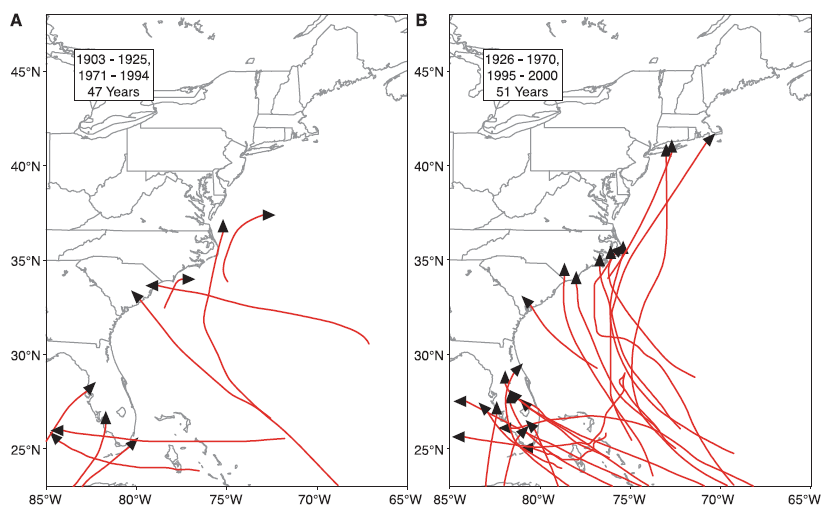 A
B
1903 - 1925,
1971 - 1994
47 Years
1926 - 1970,
1995 - 2000
51 Years
45°N
40°N
35°N
30°N
25°N
45°N
40°N
35°N
30°N
25°N
85°W 80°W 75°W 70°W 65°W
85°W 80°W 75°W 70°W 65°W